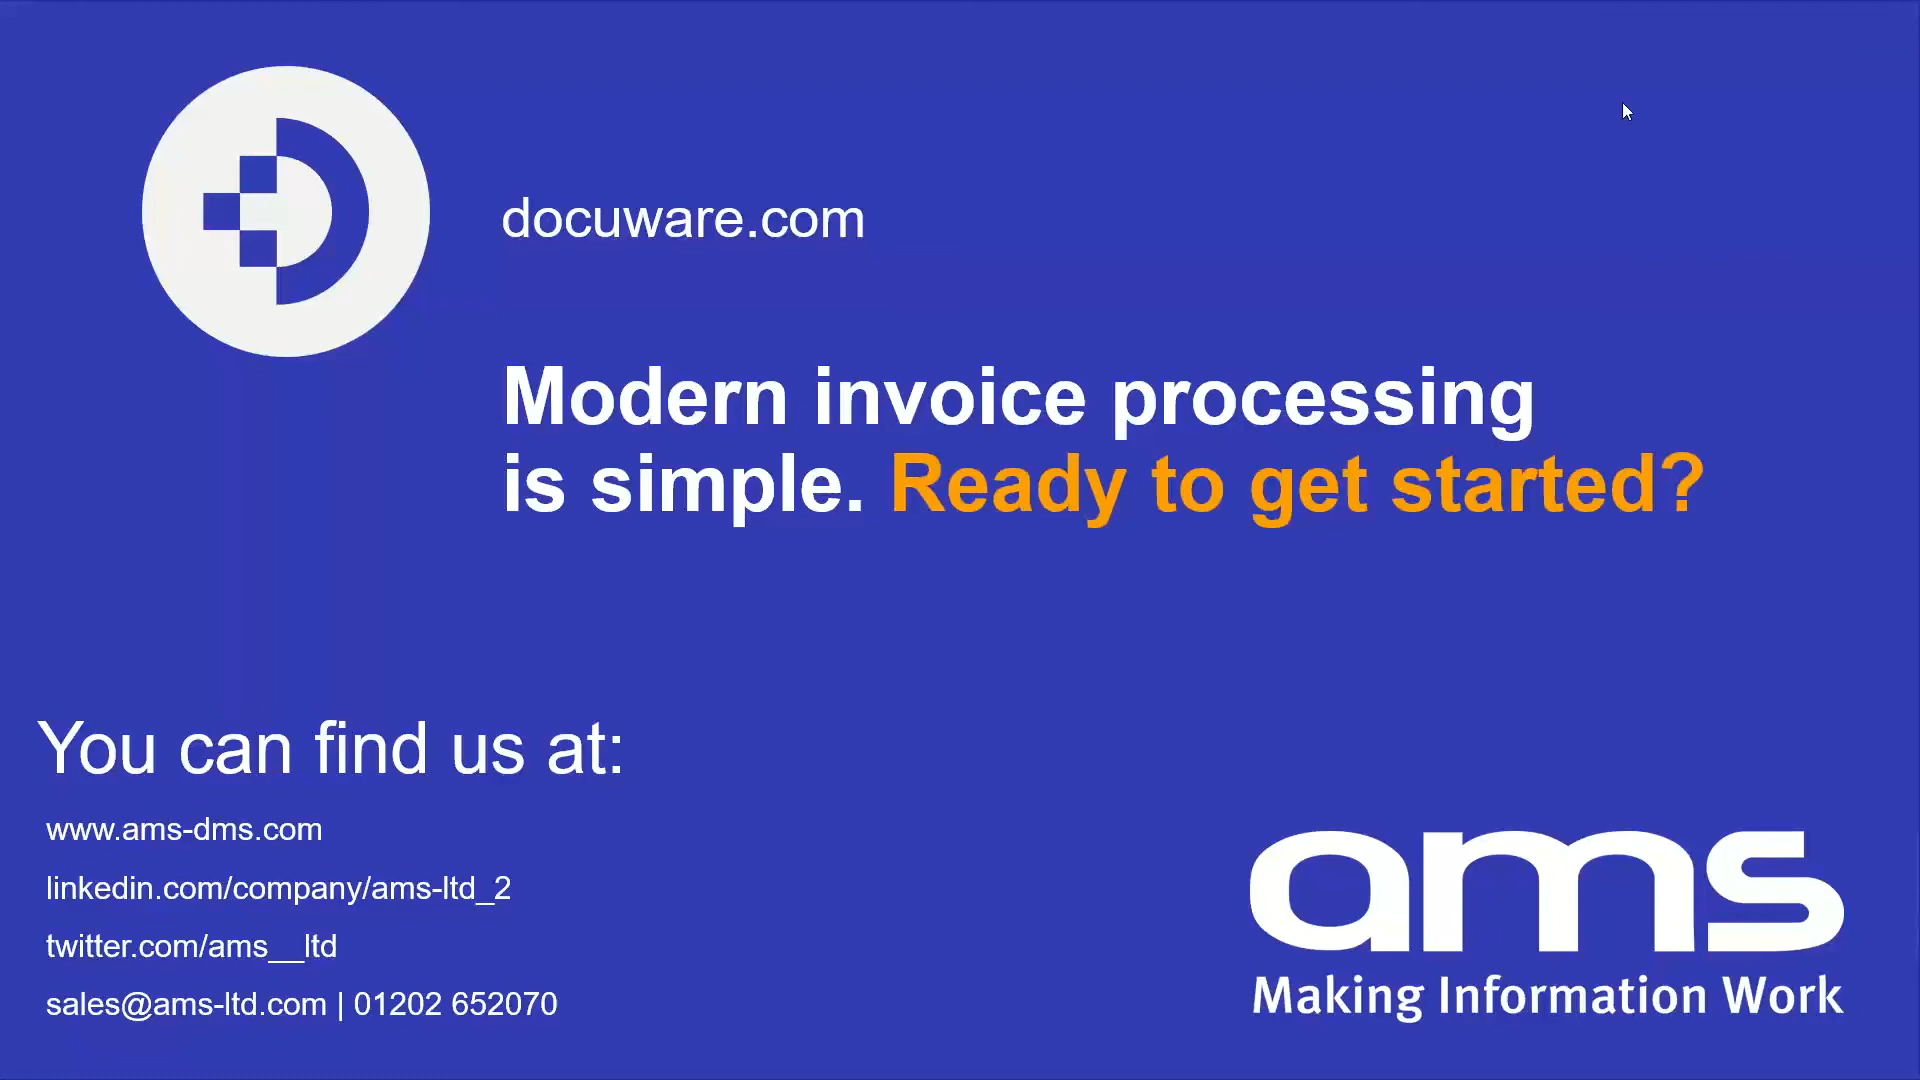 docuware.com
Modern invoice processing
is simple. Ready to get started?
You can find us at:
www.ams-dms.com
linkedin.com/company/ams-ltd_2
twitter.com/ams__ltd
sales@ams-ltd.com | 01202 652070
ams
Making Information Work